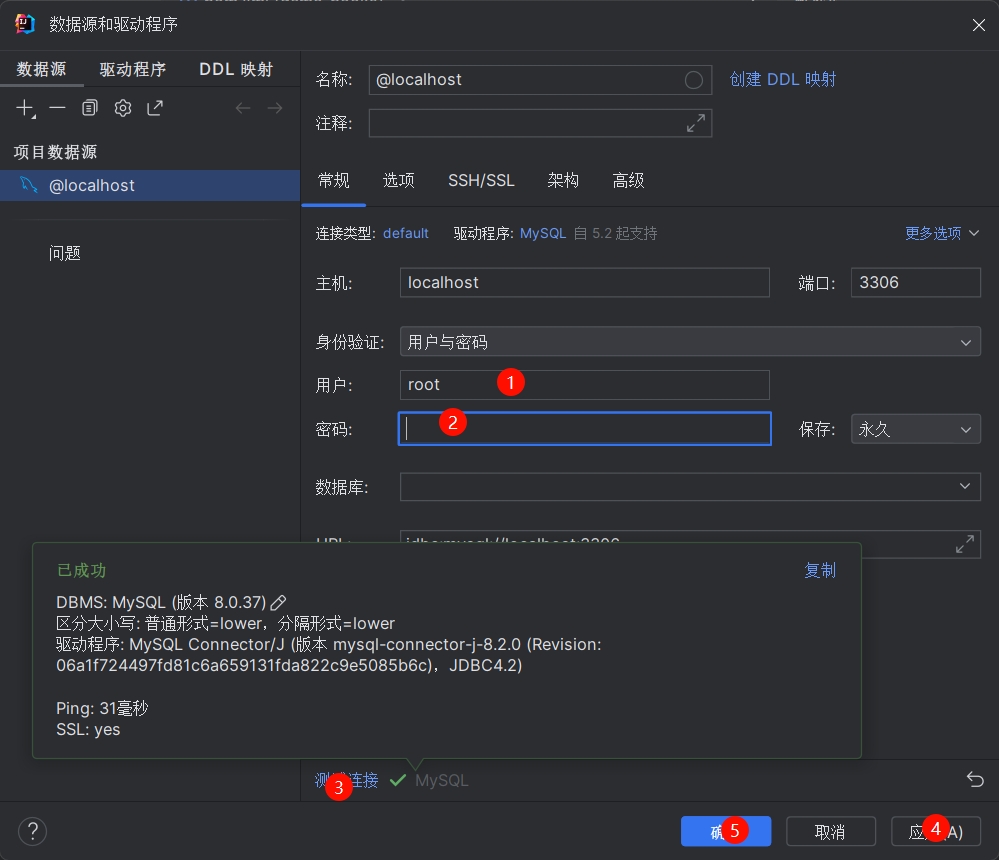 数据源和驱动程序
数据源 驱动程序 DDL 映射
名称: @localhost 创建 DDL 映射
注释:
项目数据源
@localhost
问题
常规 选项 SSH/SSL 架构 高级
连接类型: default 驱动程序: MySQL 自 5.2 起支持 更多选项
主机: localhost 端口: 3306
身份验证: 用户与密码
用户: root 1
密码: 2 保存: 永久
数据库:
已成功 复制
DBMS: MySQL (版本 8.0.37)
区分大小写: 普通形式=lower，分隔形式=lower
驱动程序: MySQL Connector/J (版本 mysql-connector-j-8.2.0 (Revision:
06a1f724497fd81c6a659131fda822c9e5085b6c)，JDBC4.2)
Ping: 31毫秒
SSL: yes
测 连接 3 MySQL
? 5 取消 4 A)